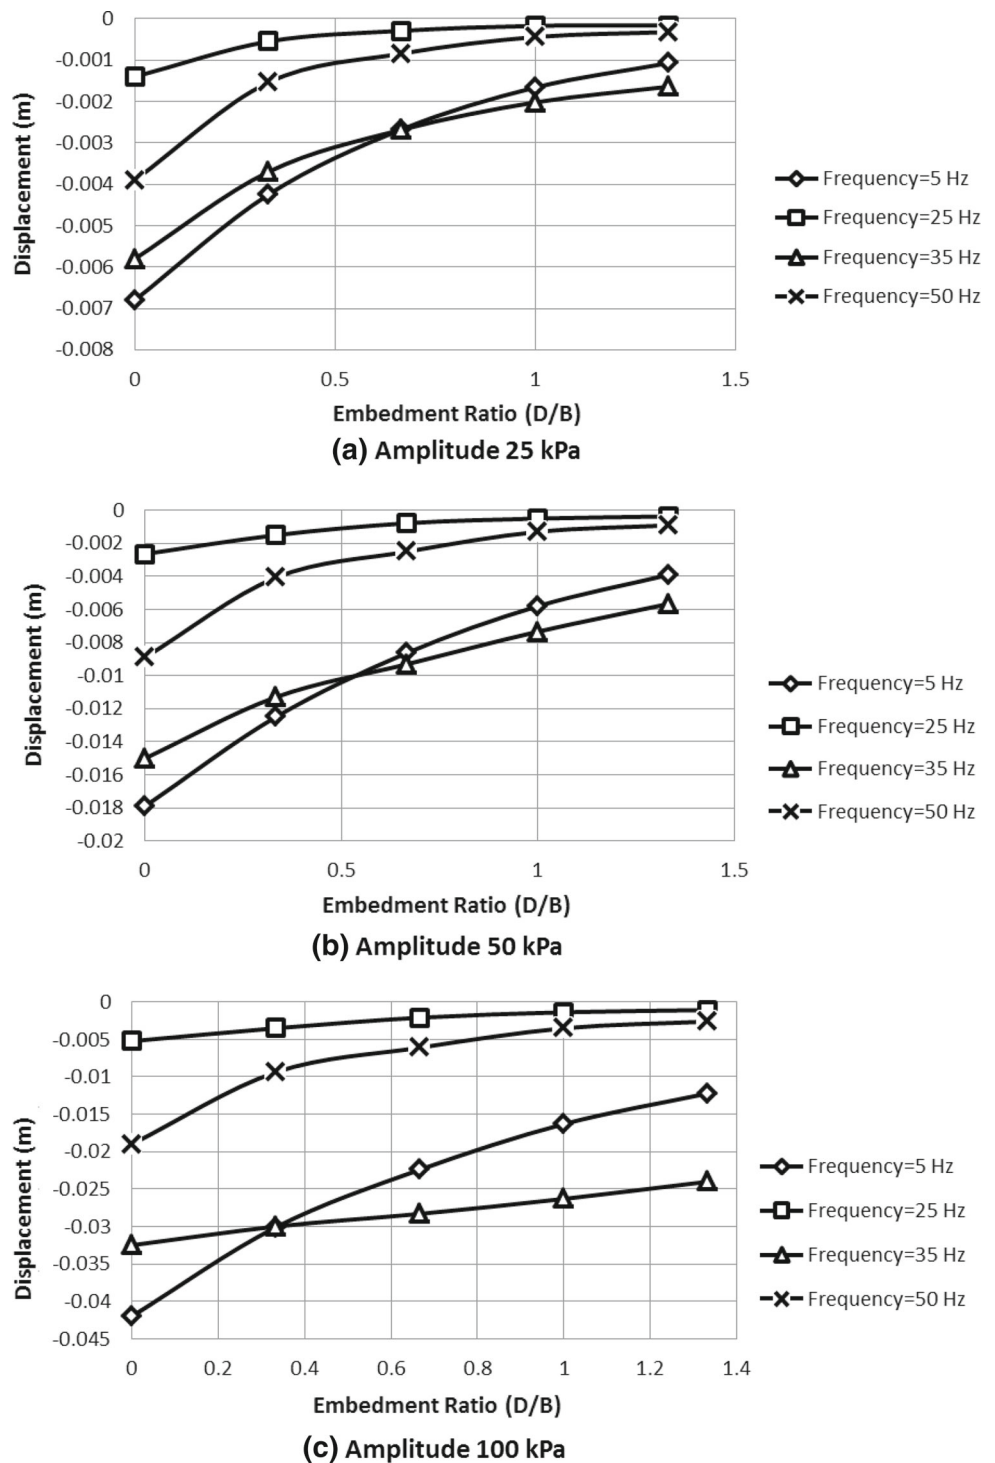 0
-0.001
-0.002
-0.003
-0.004
-0.005
-0.006
-0.007
-0.008
Displacement (m)
0
0.5
1
1.5
Embedment Ratio (D/B)
Frequency=5 Hz
Frequency=25 Hz
Frequency=35 Hz
Frequency=50 Hz
(a) Amplitude 25 kPa
0
-0.002
-0.004
-0.006
-0.008
-0.01
-0.012
-0.014
-0.016
-0.018
-0.02
Displacement (m)
0
0.5
1
1.5
Embedment Ratio (D/B)
Frequency=5 Hz
Frequency=25 Hz
Frequency=35 Hz
Frequency=50 Hz
(b) Amplitude 50 kPa
0
-0.005
-0.01
-0.015
-0.02
-0.025
-0.03
-0.035
-0.04
-0.045
Displacement (m)
0
0.2
0.4
0.6
0.8
1
1.2
1.4
Embedment Ratio (D/B)
Frequency=5 Hz
Frequency=25 Hz
Frequency=35 Hz
Frequency=50 Hz
(c) Amplitude 100 kPa